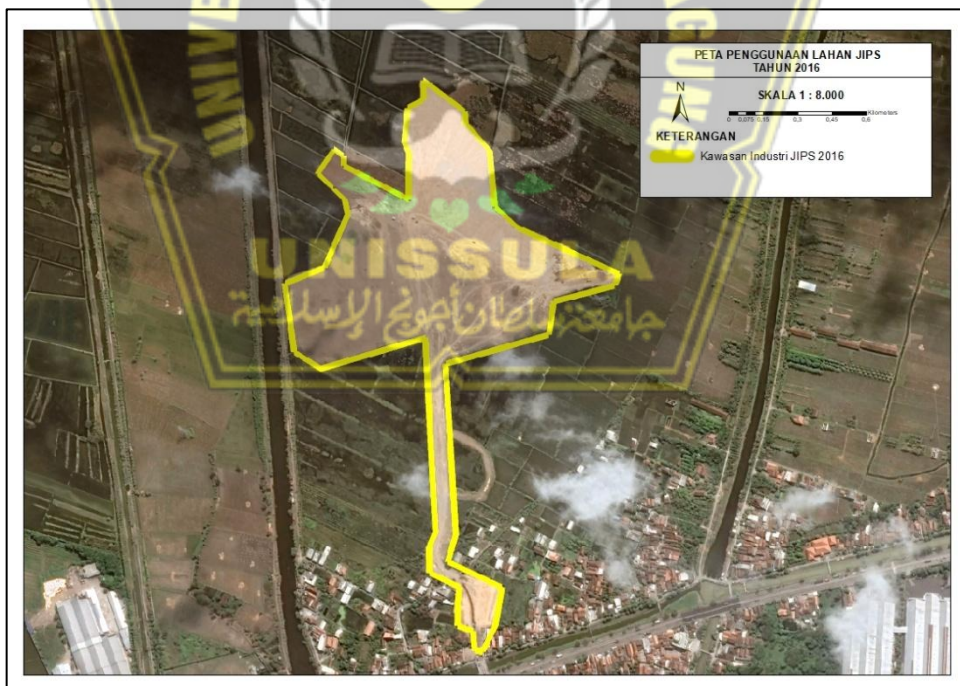 PETA PENGGUNAAN LAHAN JIPS
TAHUN 2016
N
SKALA 1 : 8.000
Kilometers
0 0,075 0,15 0,3 0,45 0,6
KETERANGAN
Kawasan Industri JIPS 2016
UNISSULA
جامعة سلطان أجونج الإسلامية